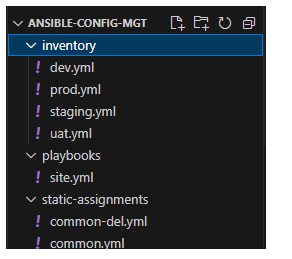 ANSIBLE-CONFIG-MGT
inventory
! dev.yml
! prod.yml
! staging.yml
! uat.yml
playbooks
! site.yml
static-assignments
! common-del.yml
! common.yml